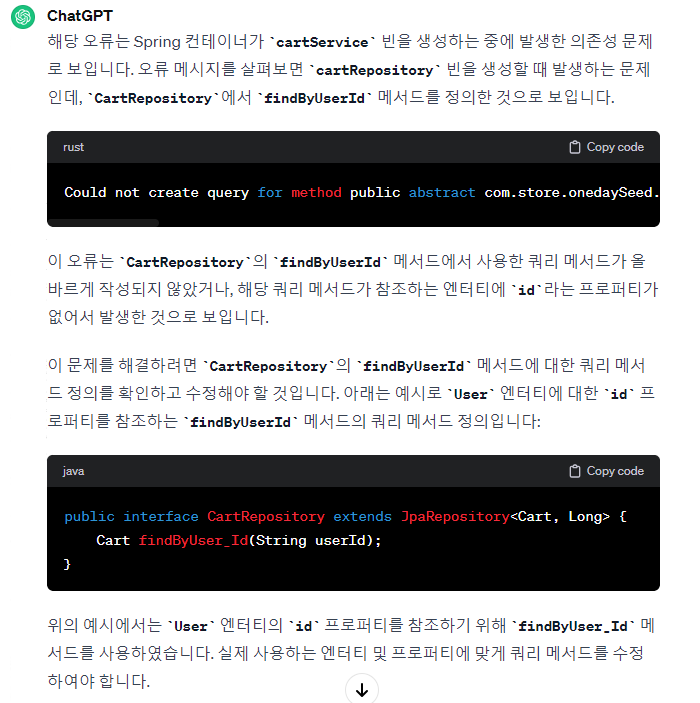 ChatGPT
해당 오류는 Spring 컨테이너가 `cartService` 빈을 생성하는 중에 발생한 의존성 문제
로 보입니다. 오류 메시지를 살펴보면 `cartRepository` 빈을 생성할 때 발생하는 문제
인데, `CartRepository`에서 `findByUserId` 메서드를 정의한 것으로 보입니다.
rust
Copy code
Could not create query for method public abstract com.store.onedaySeed.
이 오류는 `CartRepository`의 `findByUserId` 메서드에서 사용한 쿼리 메서드가 올
바르게 작성되지 않았거나, 해당 쿼리 메서드가 참조하는 엔터티에 `id`라는 프로퍼티가
없어서 발생한 것으로 보입니다.
이 문제를 해결하려면 `CartRepository`의 `findByUserId` 메서드에 대한 쿼리 메서
드 정의를 확인하고 수정해야 할 것입니다. 아래는 예시로 `User` 엔터티에 대한 `id` 프
로퍼티를 참조하는 `findByUserId` 메서드의 쿼리 메서드 정의입니다:
java
Copy code
public interface CartRepository extends JpaRepository<Cart, Long> {
    Cart findByUser_Id(String userId);
}
위의 예시에서는 `User` 엔터티의 `id` 프로퍼티를 참조하기 위해 `findByUser_Id` 메
서드를 사용하였습니다. 실제 사용하는 엔터티 및 프로퍼티에 맞게 쿼리 메서드를 수정
하여야 합니다.